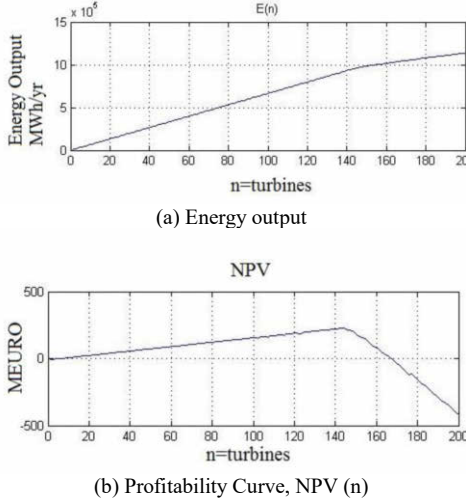 E(n)
15 x 10⁵
10
5
0
Energy Output
MWh/yr
0 20 40 60 80 100 120 140 160 180 200
n=turbines
(a) Energy output
NPV
500
0
-500
MEURO
0 20 40 60 80 100 120 140 160 180 200
n=turbines
(b) Profitability Curve, NPV (n)